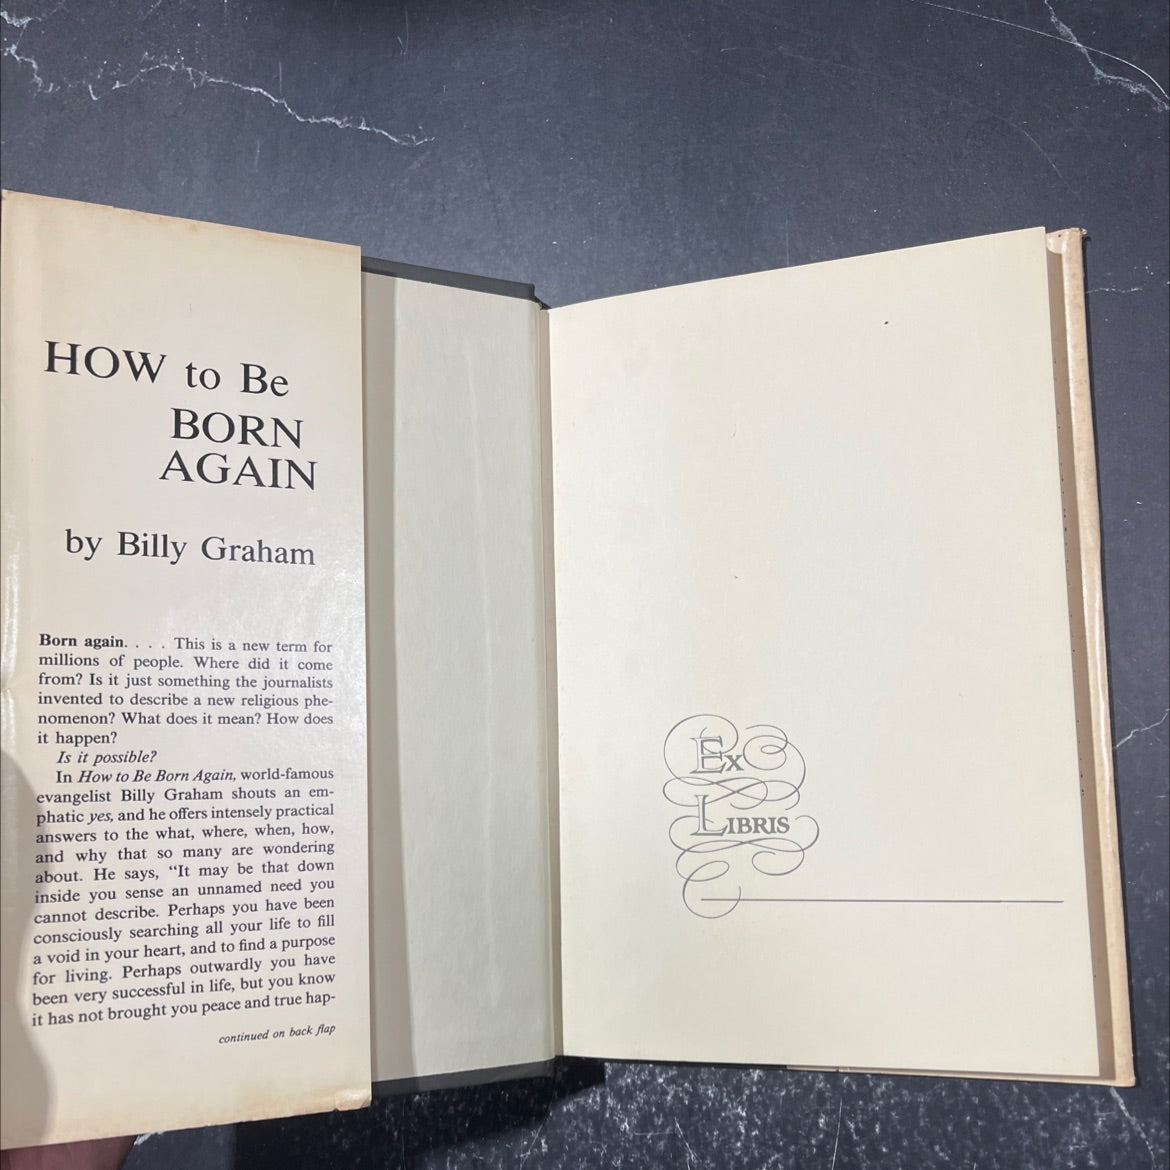 HOW to Be
BORN
AGAIN
by Billy Graham
Born again. . . . This is a new term for
millions of people. Where did it come
from? Is it just something the journalists
invented to describe a new religious phe-
nomenon? What does it mean? How does
it happen?
Is it possible?
In How to Be Born Again, world-famous
evangelist Billy Graham shouts an em-
phatic yes, and he offers intensely practical
answers to the what, where, when, how,
and why that so many are wondering
about. He says, “It may be that down
inside you sense an unnamed need you
cannot describe. Perhaps you have been
consciously searching all your life to fill
a void in your heart, and to find a purpose
for living. Perhaps outwardly you have
been very successful in life, but you know
it has not brought you peace and true hap-
continued on back flap
EX
LIBRIS